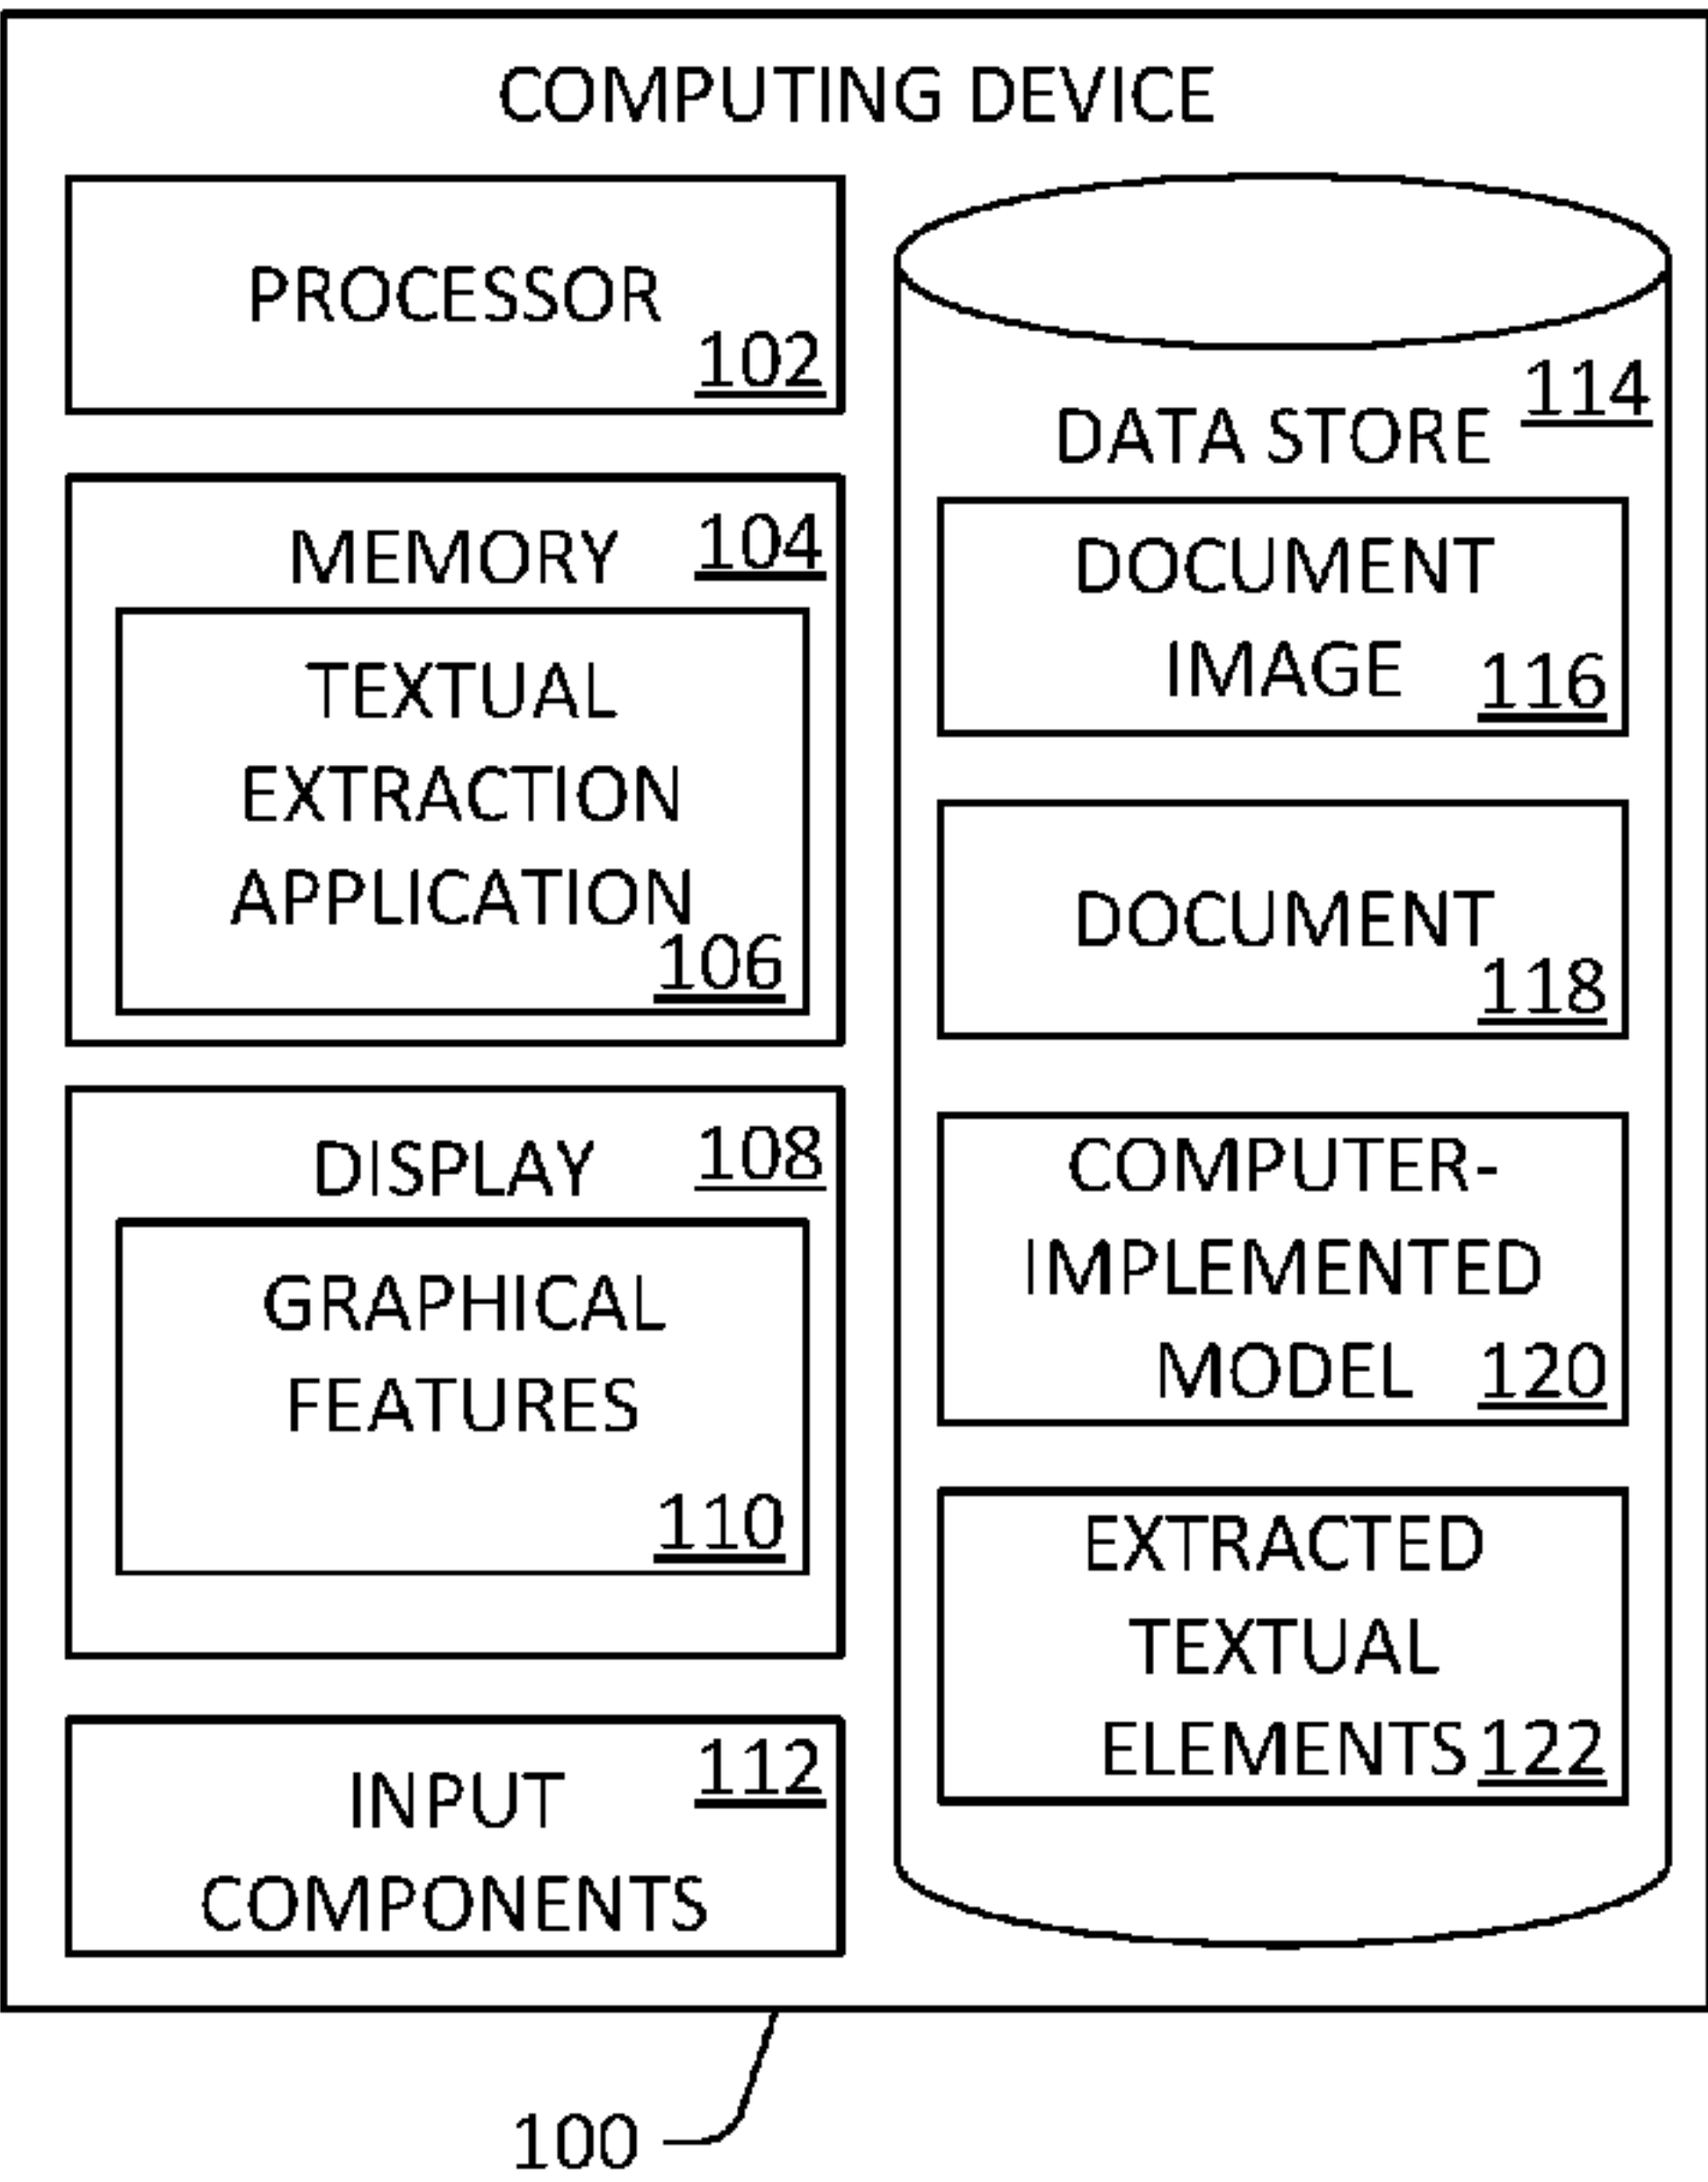 COMPUTING DEVICE
PROCESSOR
102
MEMORY 104
TEXTUAL
EXTRACTION
APPLICATION
106
DISPLAY 108
GRAPHICAL
FEATURES
110
INPUT 112
COMPONENTS
DATA STORE 114
DOCUMENT
IMAGE 116
DOCUMENT
118
COMPUTER-
IMPLEMENTED
MODEL 120
EXTRACTED
TEXTUAL
ELEMENTS 122
100